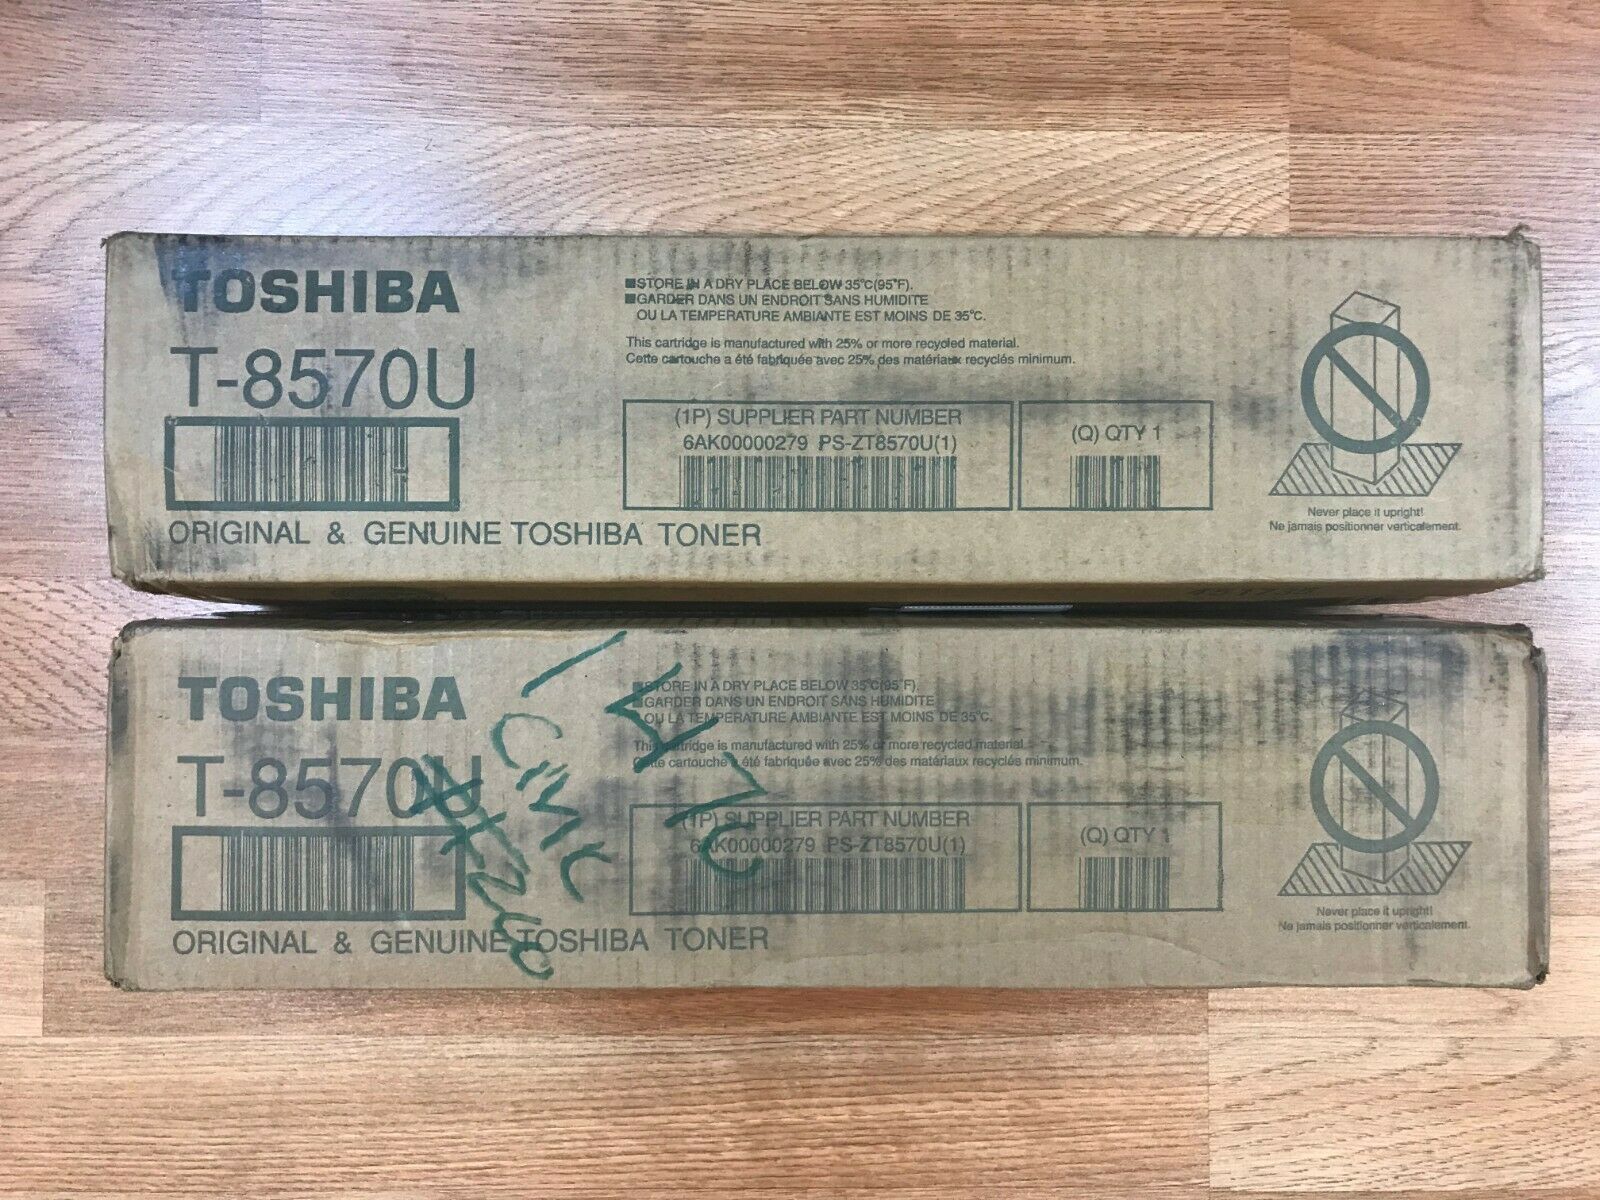 TOSHIBA
T-8570U
ORIGINAL & GENUINE TOSHIBA TONER
■STORE IN A DRY PLACE BELOW 35°C(95°F).
■GARDER DANS UN ENDROIT SANS HUMIDITE
OU LA TEMPERATURE AMBIANTE EST MOINS DE 35°C.
This cartridge is manufactured with 25% or more recycled material.
Cette cartouche a été fabriquée avec 25% des matériaux recyclés minimum.
(1P) SUPPLIER PART NUMBER
6AK00000279 PS-ZT8570U(1)
(Q) QTY 1
Never place it upright!
Ne jamais positionner verticalement.
TOSHIBA
T-8570U
ORIGINAL & GENUINE TOSHIBA TONER
■STORE IN A DRY PLACE BELOW 35°C(95°F).
■GARDER DANS UN ENDROIT SANS HUMIDITE
OU LA TEMPERATURE AMBIANTE EST MOINS DE 35°C.
This cartridge is manufactured with 25% or more recycled material.
Cette cartouche a été fabriquée avec 25% des matériaux recyclés minimum.
(1P) SUPPLIER PART NUMBER
6AK00000279 PS-ZT8570U(1)
(Q) QTY 1
Never place it upright!
Ne jamais positionner verticalement.